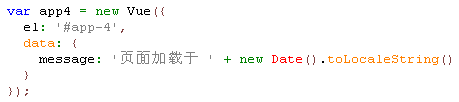 var app4 = new Vue({
  el: '#app-4',
  data: {
    message: '页面加载于 ' + new Date().toLocaleString()
  }
});